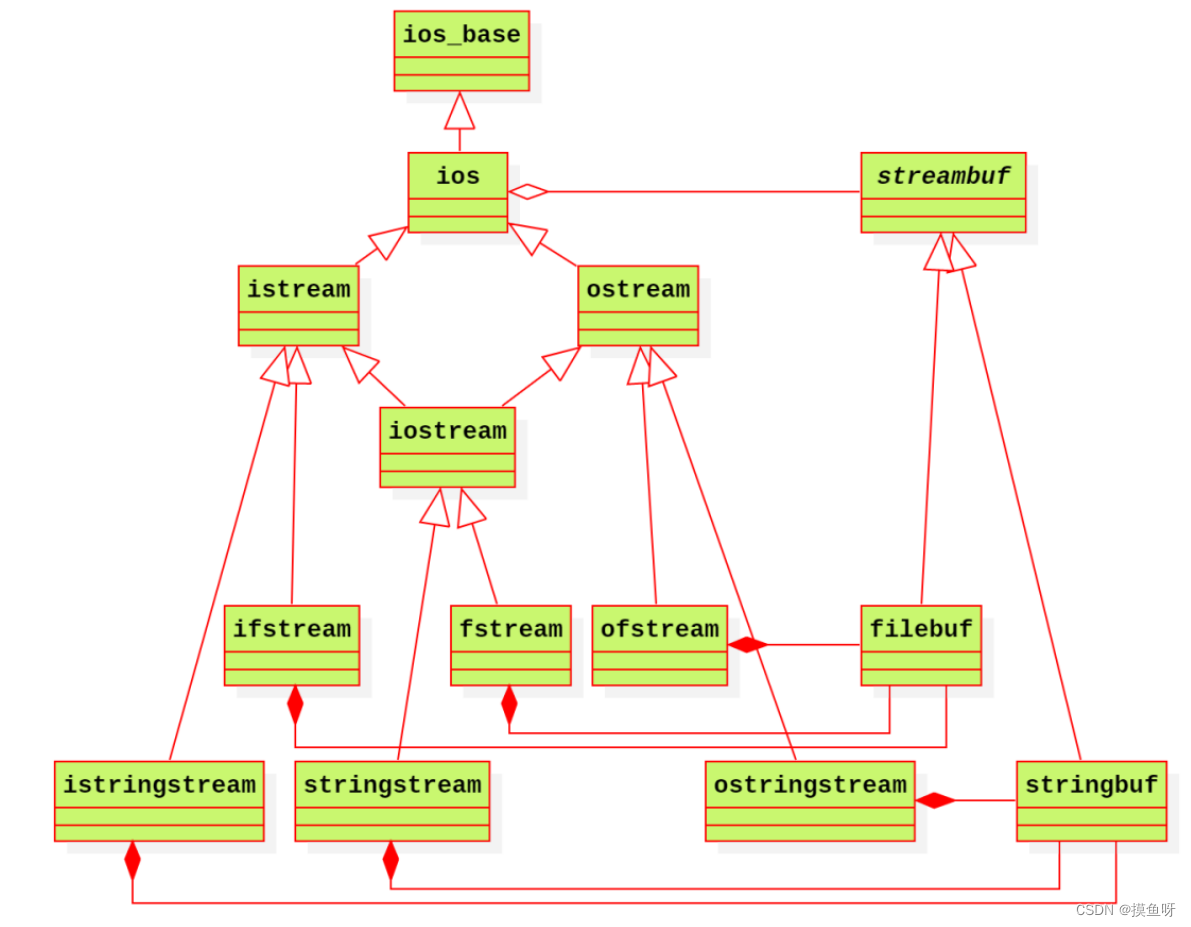 ios_base
ios
streambuf
istream
ostream
iostream
ifstream
fstream
ofstream
filebuf
istringstream
stringstream
ostringstream
stringbuf
CSDN @摸鱼呀